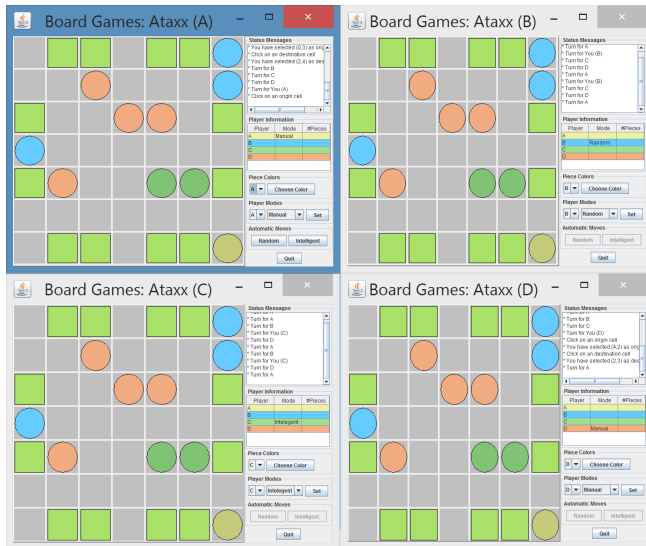 Board Games: Ataxx (A)
Status Messages
* You have selected (0,3) as orig
* Click on an destination cell
* You have selected (2,4) as des
* Turn for B
* Turn for C
* Turn for D
* Turn for You (A)
* Click on an origin cell
Player Information
Player Mode #Pieces
A Manual
B
C
D
Piece Colors
A Choose Color
Player Modes
A Manual Set
Automatic Moves
Random Intelligent
Quit
Board Games: Ataxx (B)
Status Messages
* Turn for A
* Turn for You (B)
* Turn for C
* Turn for D
* Turn for A
* Turn for You (B)
* Turn for C
* Turn for D
* Turn for A
Player Information
Player Mode #Pieces
A
B Random
C
D
Piece Colors
B Choose Color
Player Modes
B Random Set
Automatic Moves
Random Intelligent
Quit
Board Games: Ataxx (C)
Status Messages
* Turn for A
* Turn for B
* Turn for You (C)
* Turn for D
* Turn for A
* Turn for B
* Turn for You (C)
* Turn for D
* Turn for A
Player Information
Player Mode #Pieces
A
B
C Intelegent
D
Piece Colors
C Choose Color
Player Modes
C Intelegent Set
Automatic Moves
Random Intelligent
Quit
Board Games: Ataxx (D)
Status Messages
* Turn for B
* Turn for C
* Turn for You (D)
* Click on an origin cell
* You have selected (4,2) as orig
* Click on an destination cell
* You have selected (2,3) as des
* Turn for A
Player Information
Player Mode #Pieces
A
B
C
D Manual
Piece Colors
D Choose Color
Player Modes
D Manual Set
Automatic Moves
Random Intelligent
Quit